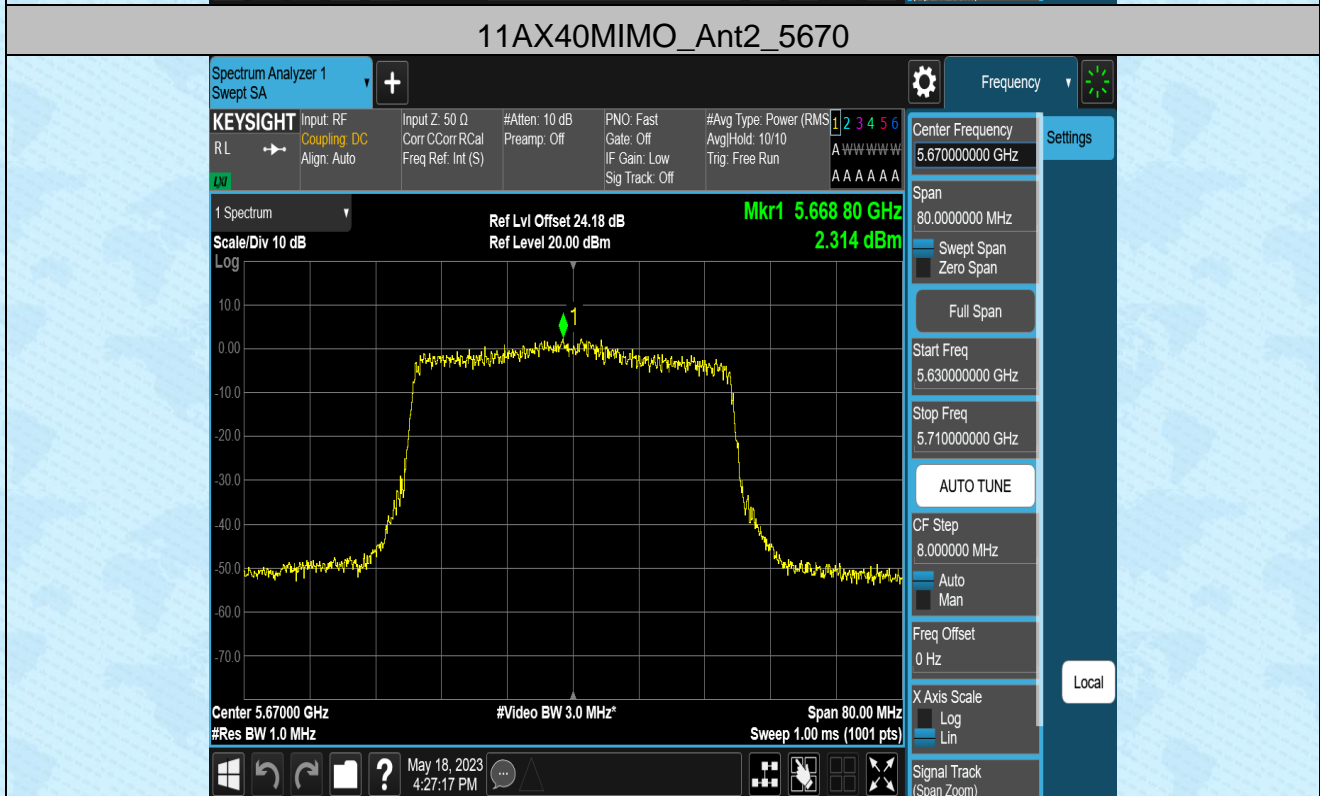 11AX40MIMO_Ant2_5670
Spectrum Analyzer 1
Swept SA
+
Frequency
KEYSIGHT
RL
LXI
Input: RF
Coupling: DC
Align: Auto
Input Z: 50 Ω
Corr CCorr RCal
Freq Ref: Int (S)
#Atten: 10 dB
Preamp: Off
PNO: Fast
Gate: Off
IF Gain: Low
Sig Track: Off
#Avg Type: Power (RMS
Avg|Hold: 10/10
Trig: Free Run
1 2 3 4 5 6
A W W W W W
A A A A A A
1 Spectrum
Scale/Div 10 dB
Log
Ref Lvl Offset 24.18 dB
Ref Level 20.00 dBm
Mkr1 5.668 80 GHz
2.314 dBm
1
10.0
0.00
-10.0
-20.0
-30.0
-40.0
-50.0
-60.0
-70.0
Center 5.67000 GHz
#Res BW 1.0 MHz
#Video BW 3.0 MHz*
Span 80.00 MHz
Sweep 1.00 ms (1001 pts)
Center Frequency
5.670000000 GHz
Settings
Span
80.0000000 MHz
Swept Span
Zero Span
Full Span
Start Freq
5.630000000 GHz
Stop Freq
5.710000000 GHz
AUTO TUNE
CF Step
8.000000 MHz
Auto
Man
Freq Offset
0 Hz
X Axis Scale
Log
Lin
Local
Signal Track
(Span Zoom)
?
May 18, 2023
4:27:17 PM